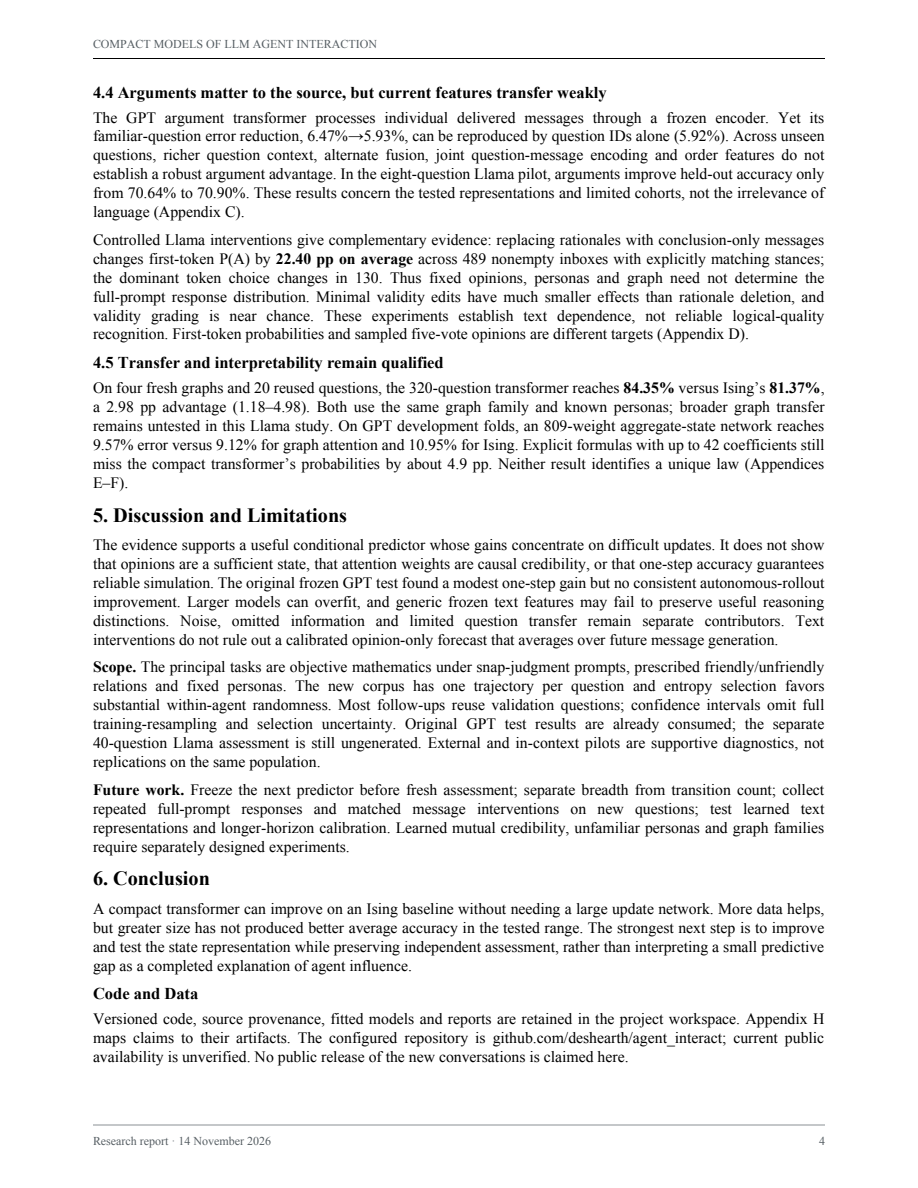 COMPACT MODELS OF LLM AGENT INTERACTION
4.4 Arguments matter to the source, but current features transfer weakly
The GPT argument transformer processes individual delivered messages through a frozen encoder. Yet its
familiar-question error reduction, 6.47%→5.93%, can be reproduced by question IDs alone (5.92%). Across unseen
questions, richer question context, alternate fusion, joint question-message encoding and order features do not
establish a robust argument advantage. In the eight-question Llama pilot, arguments improve held-out accuracy only
from 70.64% to 70.90%. These results concern the tested representations and limited cohorts, not the irrelevance of
language (Appendix C).
Controlled Llama interventions give complementary evidence: replacing rationales with conclusion-only messages
changes first-token P(A) by 22.40 pp on average across 489 nonempty inboxes with explicitly matching stances;
the dominant token choice changes in 130. Thus fixed opinions, personas and graph need not determine the
full-prompt response distribution. Minimal validity edits have much smaller effects than rationale deletion, and
validity grading is near chance. These experiments establish text dependence, not reliable logical-quality
recognition. First-token probabilities and sampled five-vote opinions are different targets (Appendix D).
4.5 Transfer and interpretability remain qualified
On four fresh graphs and 20 reused questions, the 320-question transformer reaches 84.35% versus Ising’s 81.37%,
a 2.98 pp advantage (1.18–4.98). Both use the same graph family and known personas; broader graph transfer
remains untested in this Llama study. On GPT development folds, an 809-weight aggregate-state network reaches
9.57% error versus 9.12% for graph attention and 10.95% for Ising. Explicit formulas with up to 42 coefficients still
miss the compact transformer’s probabilities by about 4.9 pp. Neither result identifies a unique law (Appendices
E–F).
5. Discussion and Limitations
The evidence supports a useful conditional predictor whose gains concentrate on difficult updates. It does not show
that opinions are a sufficient state, that attention weights are causal credibility, or that one-step accuracy guarantees
reliable simulation. The original frozen GPT test found a modest one-step gain but no consistent autonomous-rollout
improvement. Larger models can overfit, and generic frozen text features may fail to preserve useful reasoning
distinctions. Noise, omitted information and limited question transfer remain separate contributors. Text
interventions do not rule out a calibrated opinion-only forecast that averages over future message generation.
Scope. The principal tasks are objective mathematics under snap-judgment prompts, prescribed friendly/unfriendly
relations and fixed personas. The new corpus has one trajectory per question and entropy selection favors
substantial within-agent randomness. Most follow-ups reuse validation questions; confidence intervals omit full
training-resampling and selection uncertainty. Original GPT test results are already consumed; the separate
40-question Llama assessment is still ungenerated. External and in-context pilots are supportive diagnostics, not
replications on the same population.
Future work. Freeze the next predictor before fresh assessment; separate breadth from transition count; collect
repeated full-prompt responses and matched message interventions on new questions; test learned text
representations and longer-horizon calibration. Learned mutual credibility, unfamiliar personas and graph families
require separately designed experiments.
6. Conclusion
A compact transformer can improve on an Ising baseline without needing a large update network. More data helps,
but greater size has not produced better average accuracy in the tested range. The strongest next step is to improve
and test the state representation while preserving independent assessment, rather than interpreting a small predictive
gap as a completed explanation of agent influence.
Code and Data
Versioned code, source provenance, fitted models and reports are retained in the project workspace. Appendix H
maps claims to their artifacts. The configured repository is github.com/deshearth/agent_interact; current public
availability is unverified. No public release of the new conversations is claimed here.
Research report · 14 November 2026
4